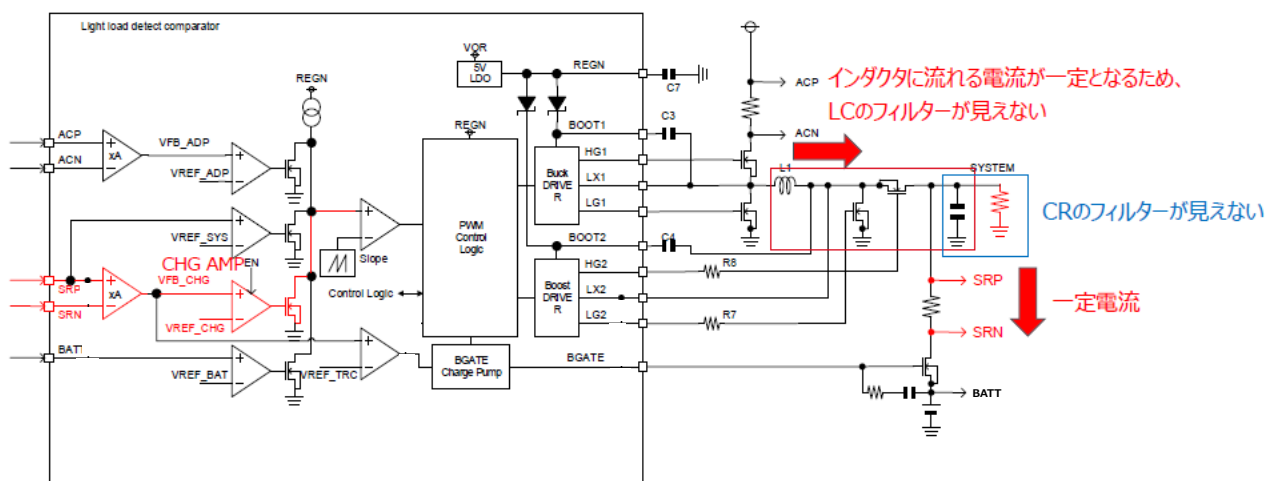 Light load detect comparator
VOR
5V
LDO
REGN
C7
ACP
インダクタに流れる電流が一定となるため、
LCのフィルターが見えない
REGN
BOOT1
C3
ACN
ACP
ACN
xA
VFB_ADP
VREF_ADP
REGN
HG1
LX1
LG1
Buck
DRIVE
R
L1
SYSTEM
CRのフィルターが見えない
VREF_SYS
PWM
Control
Logic
BOOT2
C4
Slope
CHG AMP
EN
VFB_CHG
SRP
SRN
xA
VREF_CHG
Control Logic
HG2
LX2
LG2
Boost
DRIVE
R
R8
R7
SRP
一定電流
SRN
BATT
VREF_BAT
VREF_TRC
BGATE
Charge Pump
BGATE
BATT